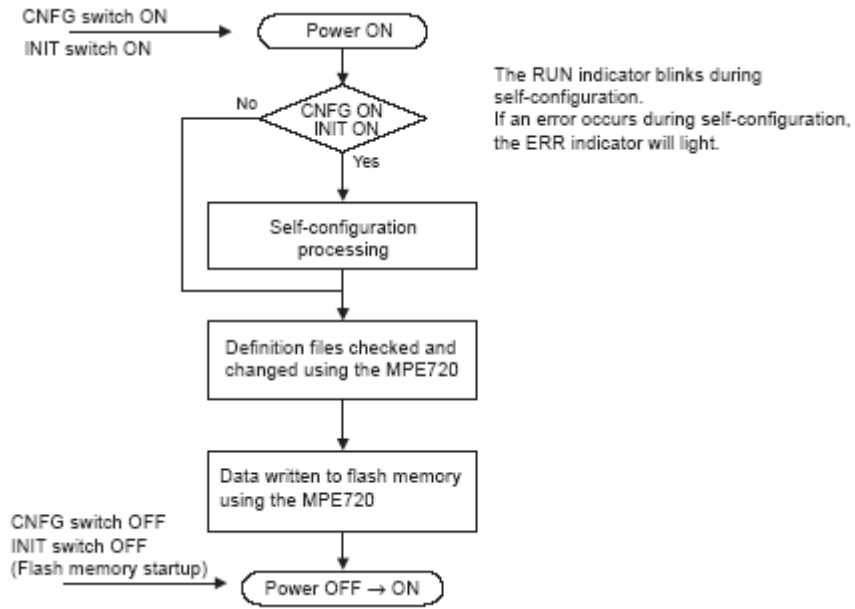 CNFG switch ON
INIT switch ON
Power ON
The RUN indicator blinks during
self-configuration.
If an error occurs during self-configuration,
the ERR indicator will light.
No
CNFG ON
INIT ON
Yes
Self-configuration
processing
Definition files checked and
changed using the MPE720
Data written to flash memory
using the MPE720
CNFG switch OFF
INIT switch OFF
(Flash memory startup)
Power OFF → ON